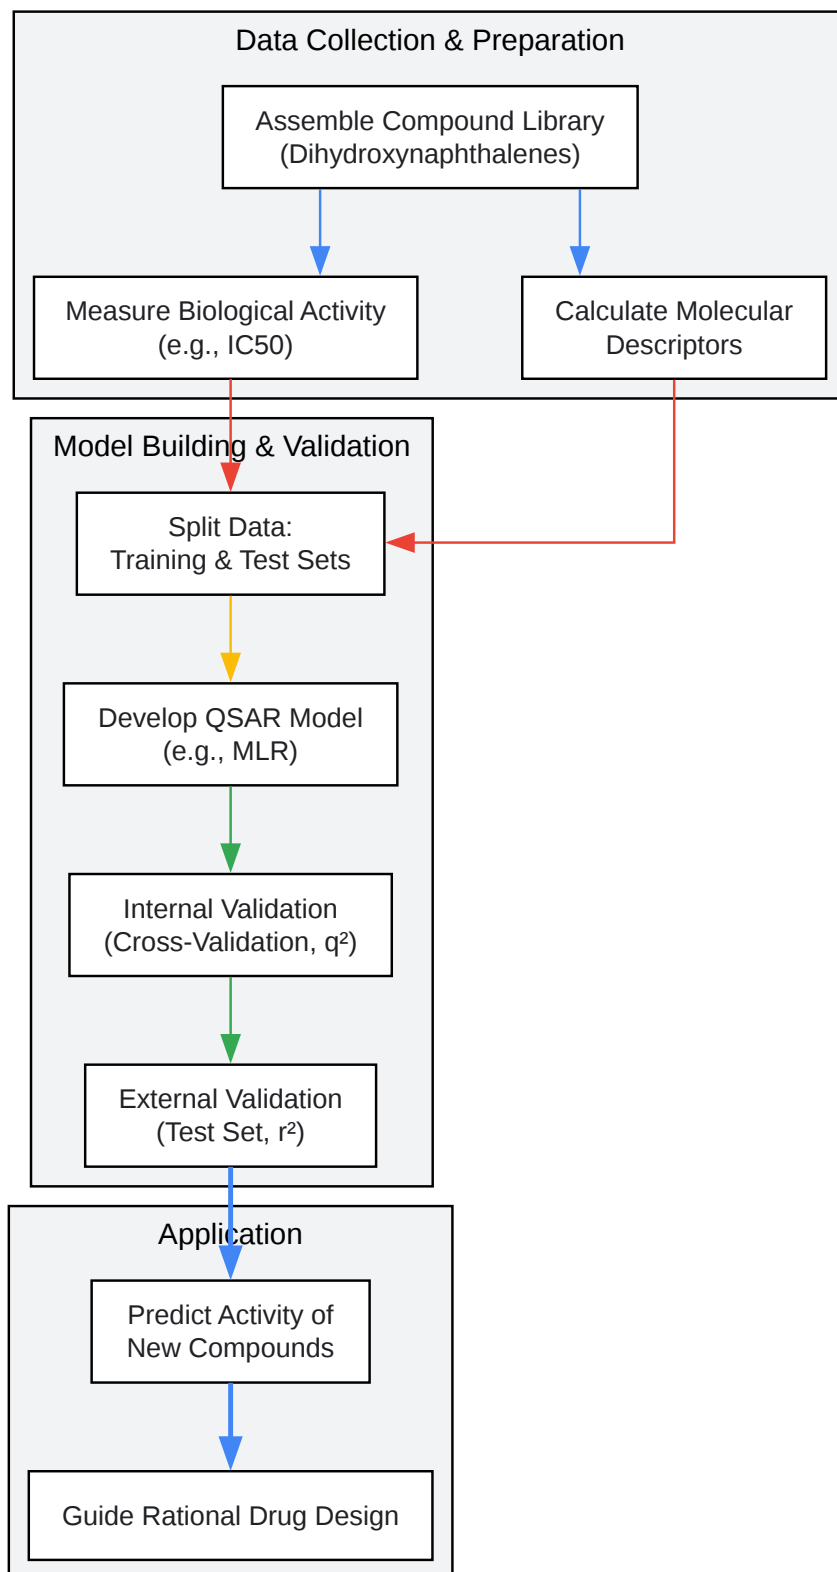 Data Collection & Preparation
Assemble Compound Library
(Dihydroxynaphthalenes)
Measure Biological Activity
(e.g., IC50)
Calculate Molecular
Descriptors
Model Building & Validation
Split Data:
Training & Test Sets
Develop QSAR Model
(e.g., MLR)
Internal Validation
(Cross-Validation, q²)
External Validation
(Test Set, r²)
Application
Predict Activity of
New Compounds
Guide Rational Drug Design